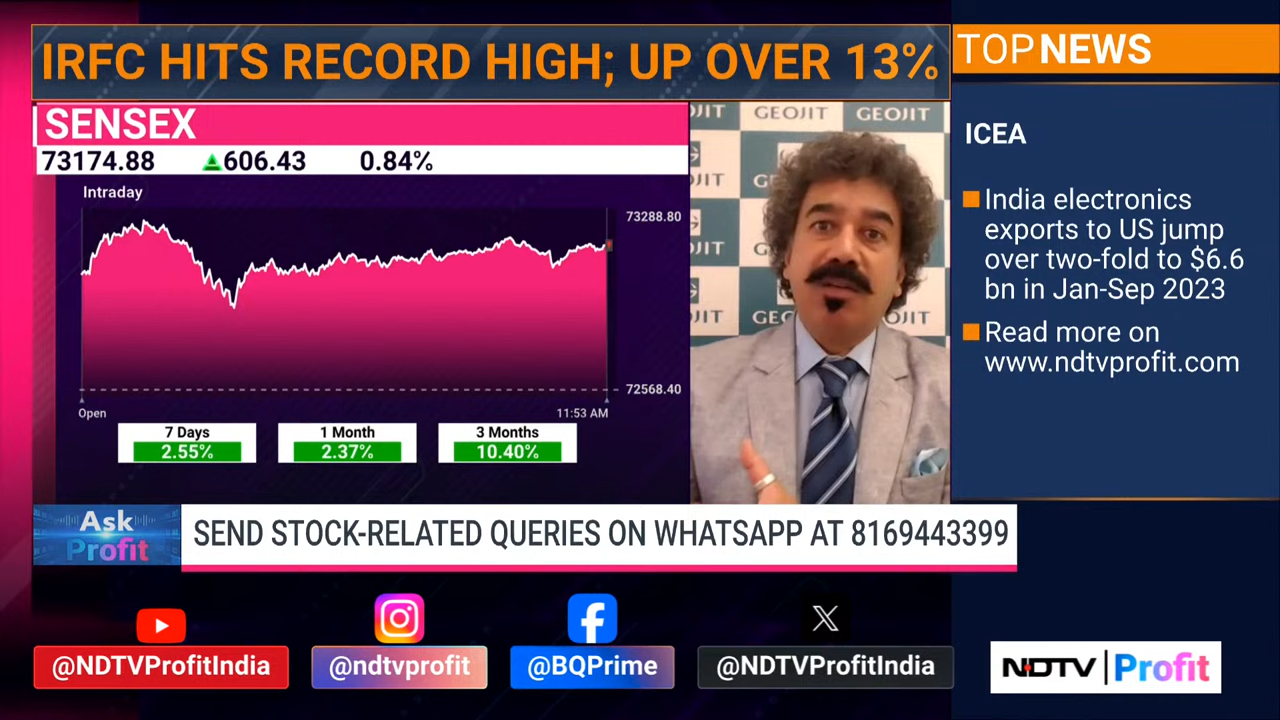 IRFC HITS RECORD HIGH; UP OVER 13%
TOP NEWS
SENSEX
73174.88 606.43 0.84%
Intraday
73288.80
72568.40
Open
11:53 AM
7 Days
2.55%
1 Month
2.37%
3 Months
10.40%
GEOJIT GEOJIT
GEOJIT
ICEA
India electronics
exports to US jump
over two-fold to $6.6
bn in Jan-Sep 2023
Read more on
www.ndtvprofit.com
Ask
Profit
SEND STOCK-RELATED QUERIES ON WHATSAPP AT 8169443399
@NDTVProfitIndia
@ndtvprofit
@BQPrime
@NDTVProfitIndia
NDTV Profit